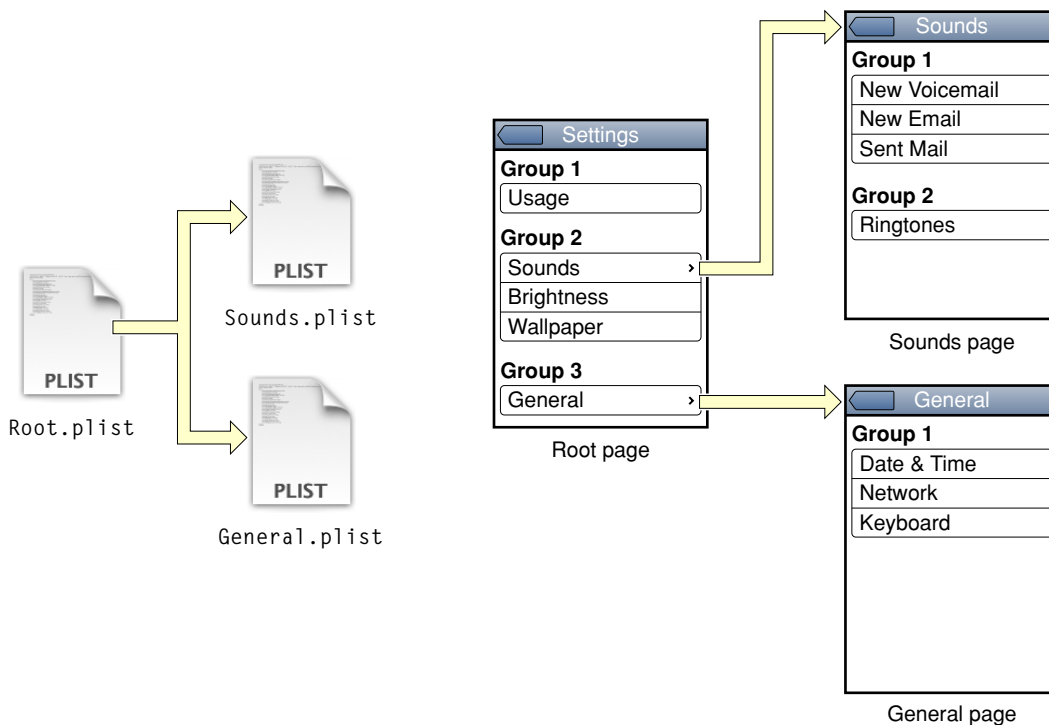 PLIST
Root.plist
PLIST
Sounds.plist
PLIST
General.plist
Settings
Group 1
Usage
Group 2
Sounds ›
Brightness
Wallpaper
Group 3
General ›
Root page
Sounds
Group 1
New Voicemail
New Email
Sent Mail
Group 2
Ringtones
Sounds page
General
Group 1
Date & Time
Network
Keyboard
General page